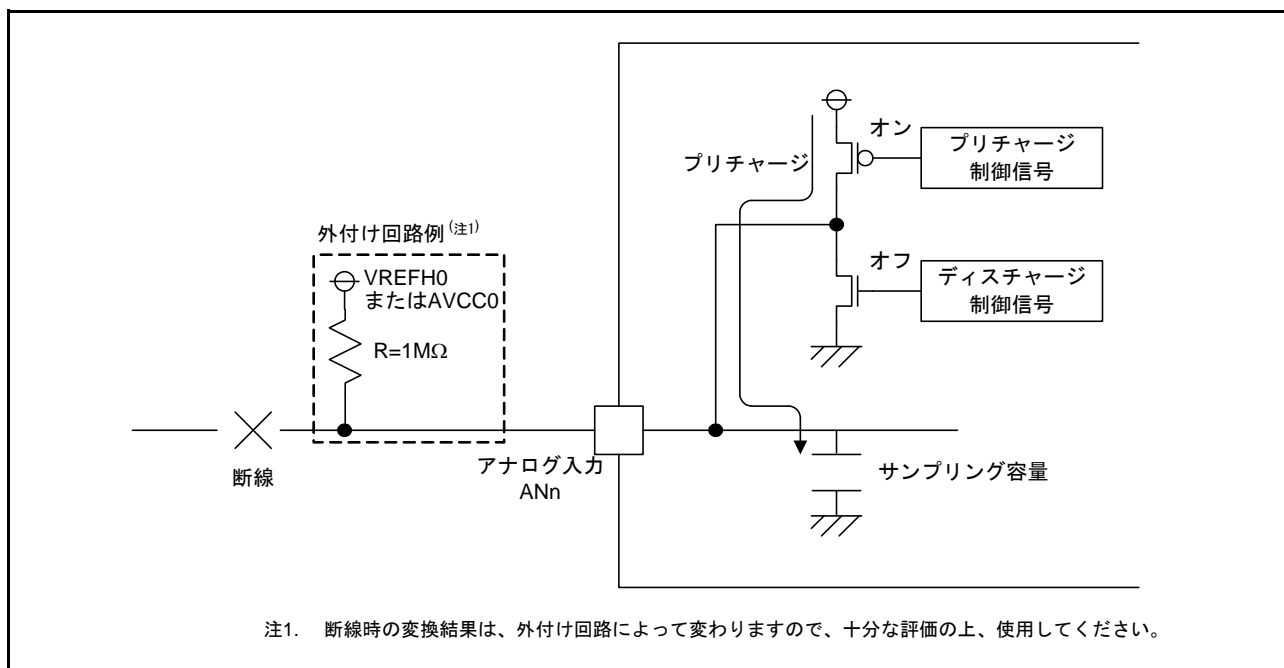 オン
プリチャージ
制御信号
プリチャージ
オフ
ディスチャージ
制御信号
外付け回路例(注1)
VREFH0
またはAVCC0
R=1MΩ
断線
アナログ入力
ANn
サンプリング容量
注1. 断線時の変換結果は、外付け回路によって変わりますので、十分な評価の上、使用してください。